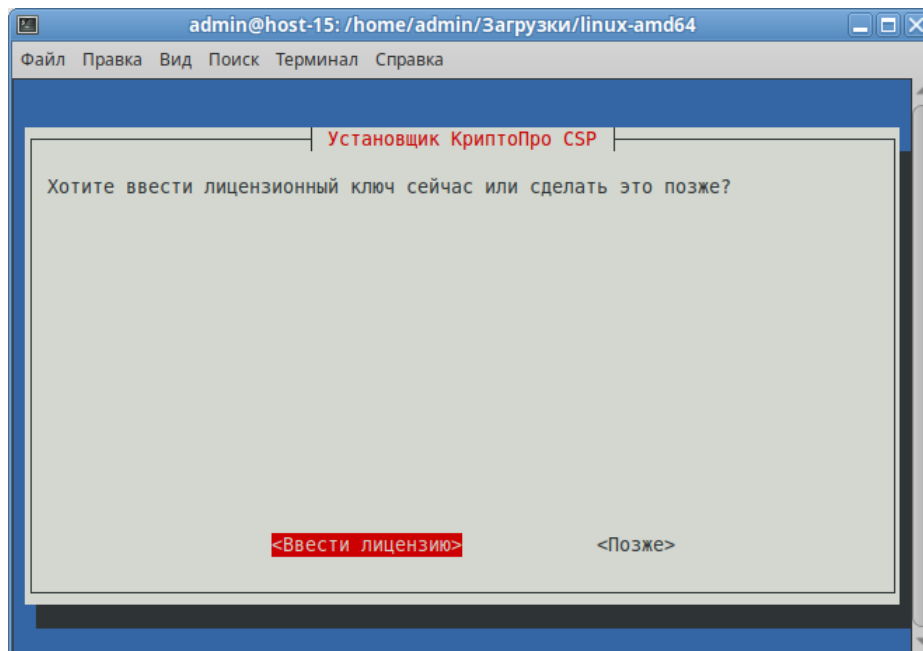 admin@host-15: /home/admin/Загрузки/linux-amd64
Файл Правка Вид Поиск Терминал Справка
Установщик КриптоПро CSP
Хотите ввести лицензионный ключ сейчас или сделать это позже?
<Ввести лицензию> <Позже>